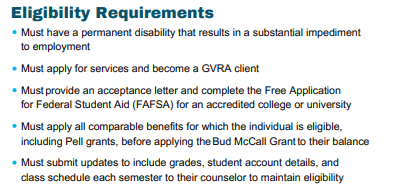 Eligibility Requirements
• Must have a permanent disability that results in a substantial impediment
to employment
• Must apply for services and become a GVRA client
• Must provide an acceptance letter and complete the Free Application
for Federal Student Aid (FAFSA) for an accredited college or university
• Must apply all comparable benefits for which the individual is eligible,
including Pell grants, before applying the Bud McCall Grant to their balance
• Must submit updates to include grades, student account details, and
class schedule each semester to their counselor to maintain eligibility